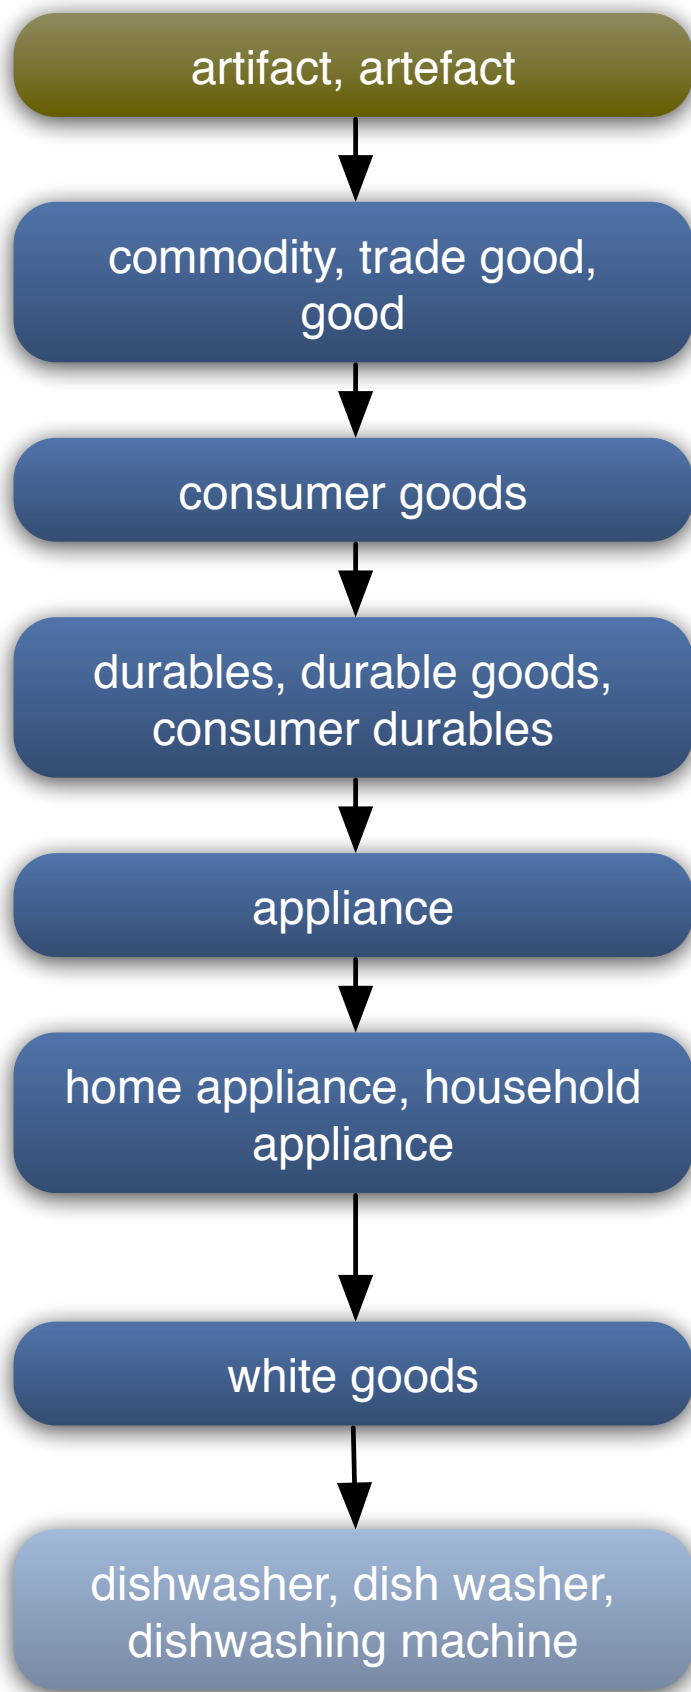 artifact, artefact
commodity, trade good,
good
consumer goods
durables, durable goods,
consumer durables
appliance
home appliance, household
appliance
white goods
dishwasher, dish washer,
dishwashing machine